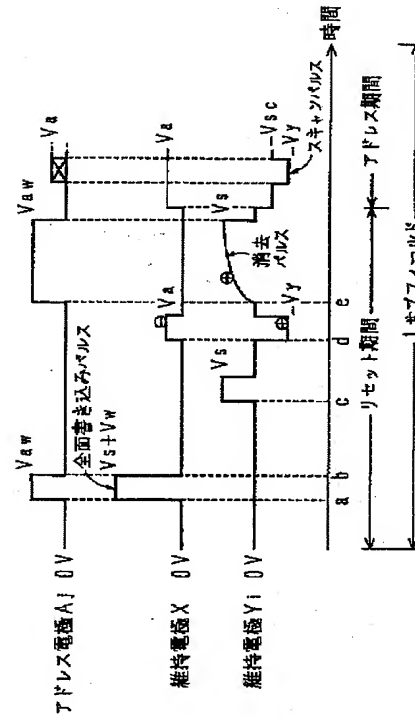 Vaw
Vaw
Va
アドレス電極Aj 0V
全面書き込みパルス
Vs+Vw
Va
Va
維持電極X 0V
Vs
Vs
消去
パルス
維持電極Yi 0V
-Vsc
-Vy
-Vy
スキャンパルス
a b c d e
時間
リセット期間
アドレス期間
1サブフィールド